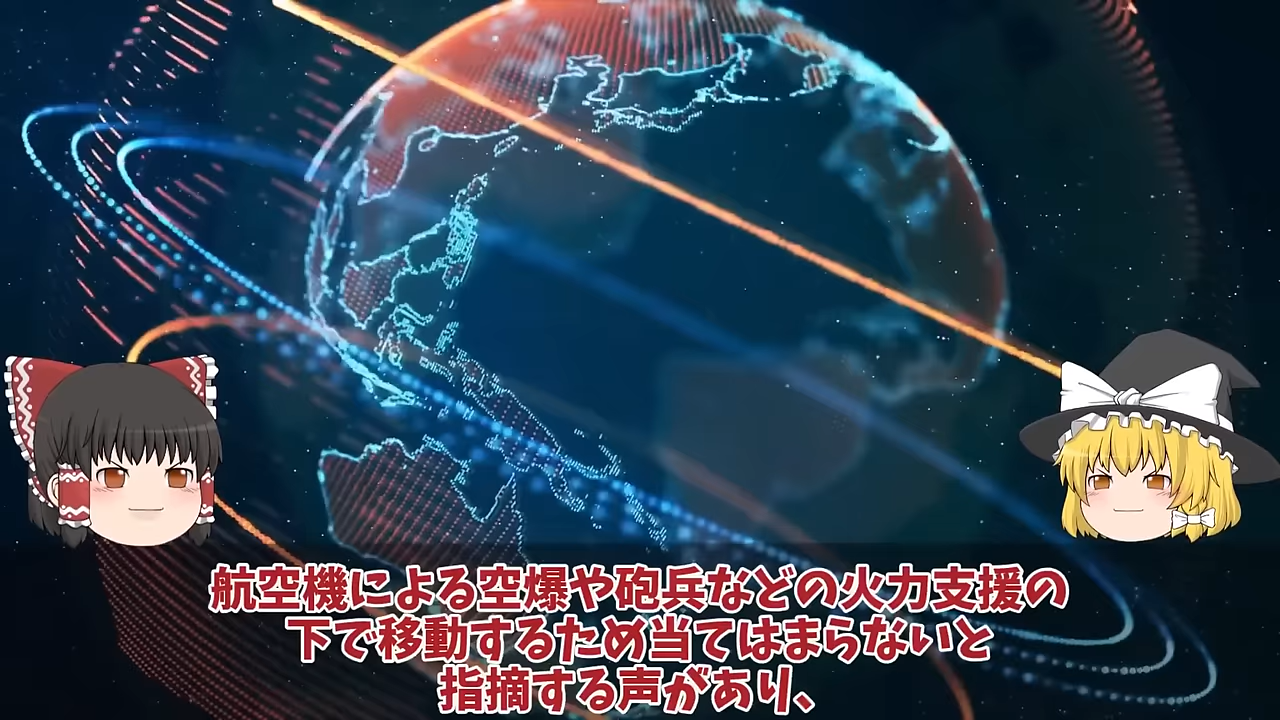 航空機による空爆や砲兵などの火力支援の
下で移動するため当てはまらないと
指摘する声があり、